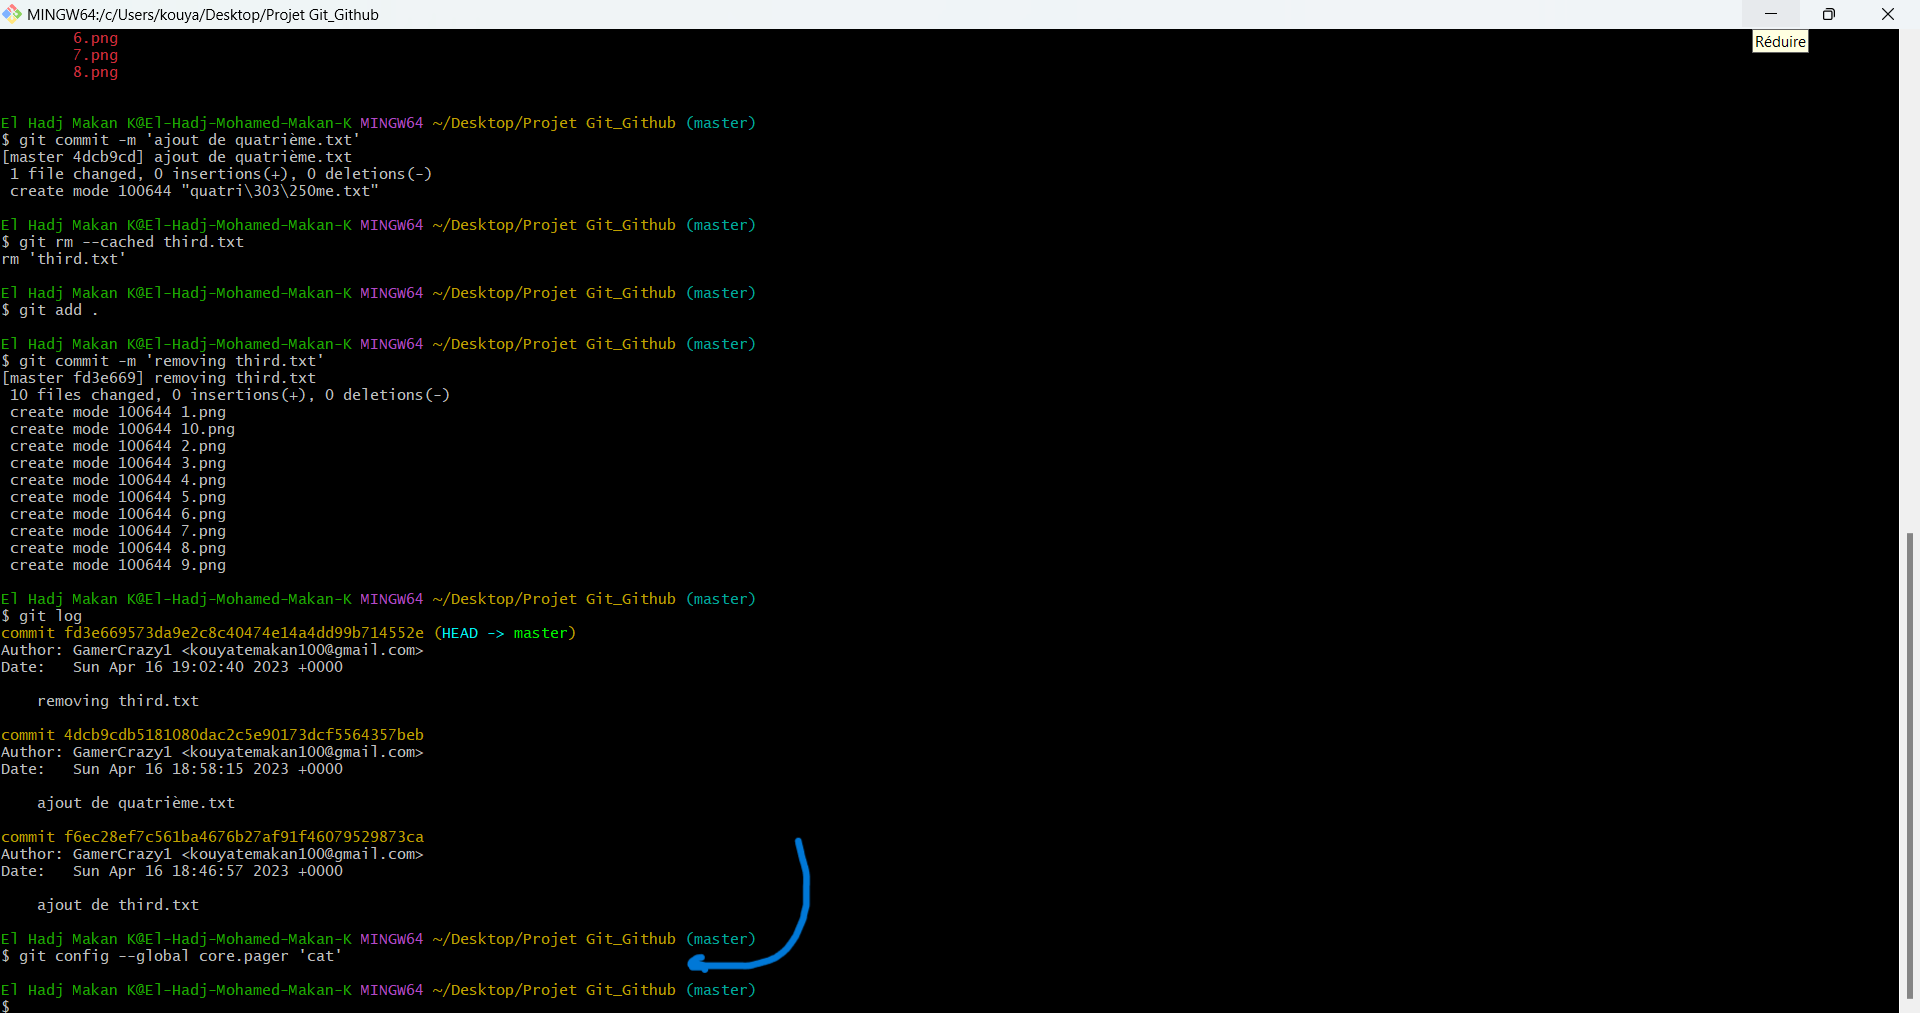 MINGW64:/c/Users/kouya/Desktop/Projet Git_Github
Réduire
6.png
7.png
8.png
El Hadj Makan K@El-Hadj-Mohamed-Makan-K MINGW64 ~/Desktop/Projet Git_Github (master)
$ git commit -m 'ajout de quatrième.txt'
[master 4dcb9cd] ajout de quatrième.txt
1 file changed, 0 insertions(+), 0 deletions(-)
create mode 100644 "quatri\303\250me.txt"
El Hadj Makan K@El-Hadj-Mohamed-Makan-K MINGW64 ~/Desktop/Projet Git_Github (master)
$ git rm --cached third.txt
rm 'third.txt'
El Hadj Makan K@El-Hadj-Mohamed-Makan-K MINGW64 ~/Desktop/Projet Git_Github (master)
$ git add .
El Hadj Makan K@El-Hadj-Mohamed-Makan-K MINGW64 ~/Desktop/Projet Git_Github (master)
$ git commit -m 'removing third.txt'
[master fd3e669] removing third.txt
10 files changed, 0 insertions(+), 0 deletions(-)
create mode 100644 1.png
create mode 100644 10.png
create mode 100644 2.png
create mode 100644 3.png
create mode 100644 4.png
create mode 100644 5.png
create mode 100644 6.png
create mode 100644 7.png
create mode 100644 8.png
create mode 100644 9.png
El Hadj Makan K@El-Hadj-Mohamed-Makan-K MINGW64 ~/Desktop/Projet Git_Github (master)
$ git log
commit fd3e669573da9e2c8c40474e14a4dd99b714552e (HEAD -> master)
Author: GamerCrazy1 <kouyatemakan100@gmail.com>
Date:   Sun Apr 16 19:02:40 2023 +0000
removing third.txt
commit 4dcb9cdb5181080dac2c5e90173dcf5564357beb
Author: GamerCrazy1 <kouyatemakan100@gmail.com>
Date:   Sun Apr 16 18:58:15 2023 +0000
ajout de quatrième.txt
commit f6ec28ef7c561ba4676b27af91f46079529873ca
Author: GamerCrazy1 <kouyatemakan100@gmail.com>
Date:   Sun Apr 16 18:46:57 2023 +0000
ajout de third.txt
El Hadj Makan K@El-Hadj-Mohamed-Makan-K MINGW64 ~/Desktop/Projet Git_Github (master)
$ git config --global core.pager 'cat'
El Hadj Makan K@El-Hadj-Mohamed-Makan-K MINGW64 ~/Desktop/Projet Git_Github (master)
$